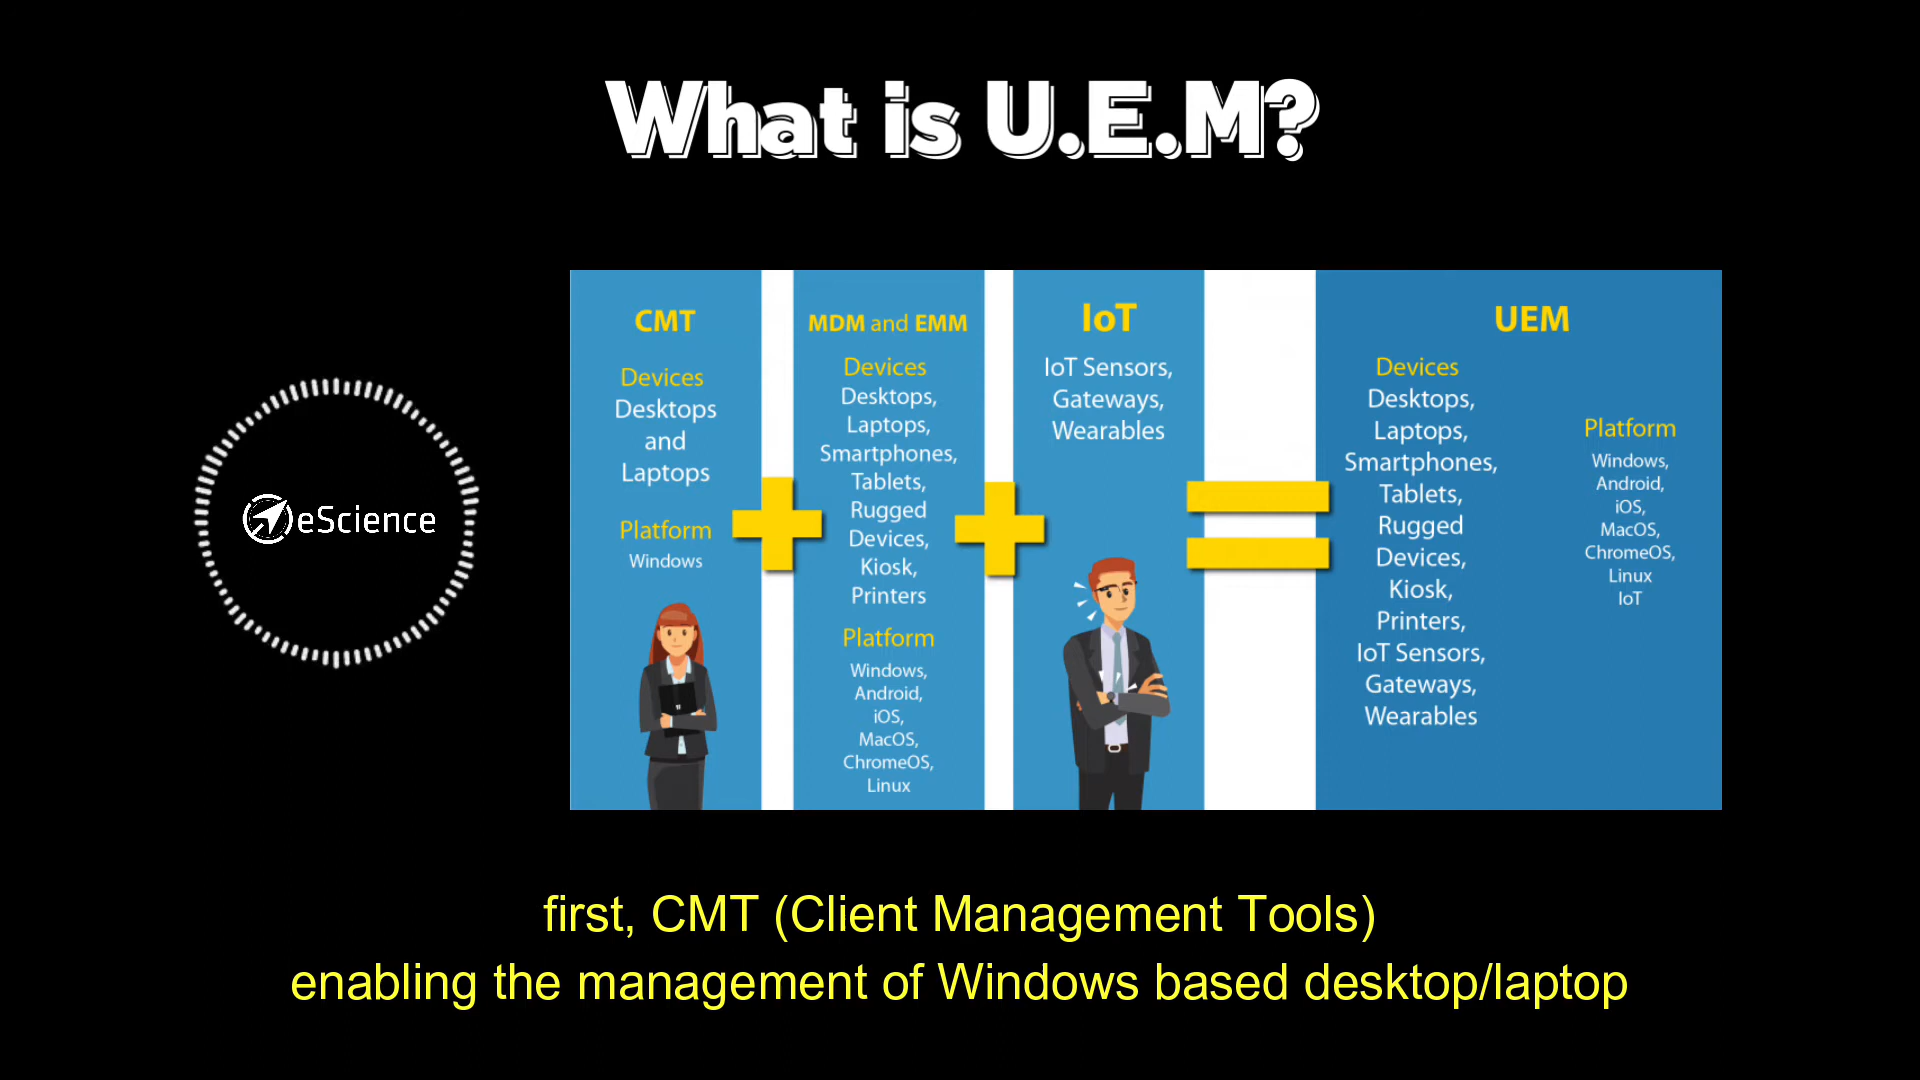 What is U.E.M?
eScience
CMT
Devices
Desktops
and
Laptops
Platform
Windows
MDM and EMM
Devices
Desktops,
Laptops,
Smartphones,
Tablets,
Rugged
Devices,
Kiosk,
Printers
Platform
Windows,
Android,
iOS,
MacOS,
ChromeOS,
Linux
IoT
IoT Sensors,
Gateways,
Wearables
UEM
Devices
Desktops,
Laptops,
Smartphones,
Tablets,
Rugged
Devices,
Kiosk,
Printers,
IoT Sensors,
Gateways,
Wearables
Platform
Windows,
Android,
iOS,
MacOS,
ChromeOS,
Linux
IoT
first, CMT (Client Management Tools)
enabling the management of Windows based desktop/laptop